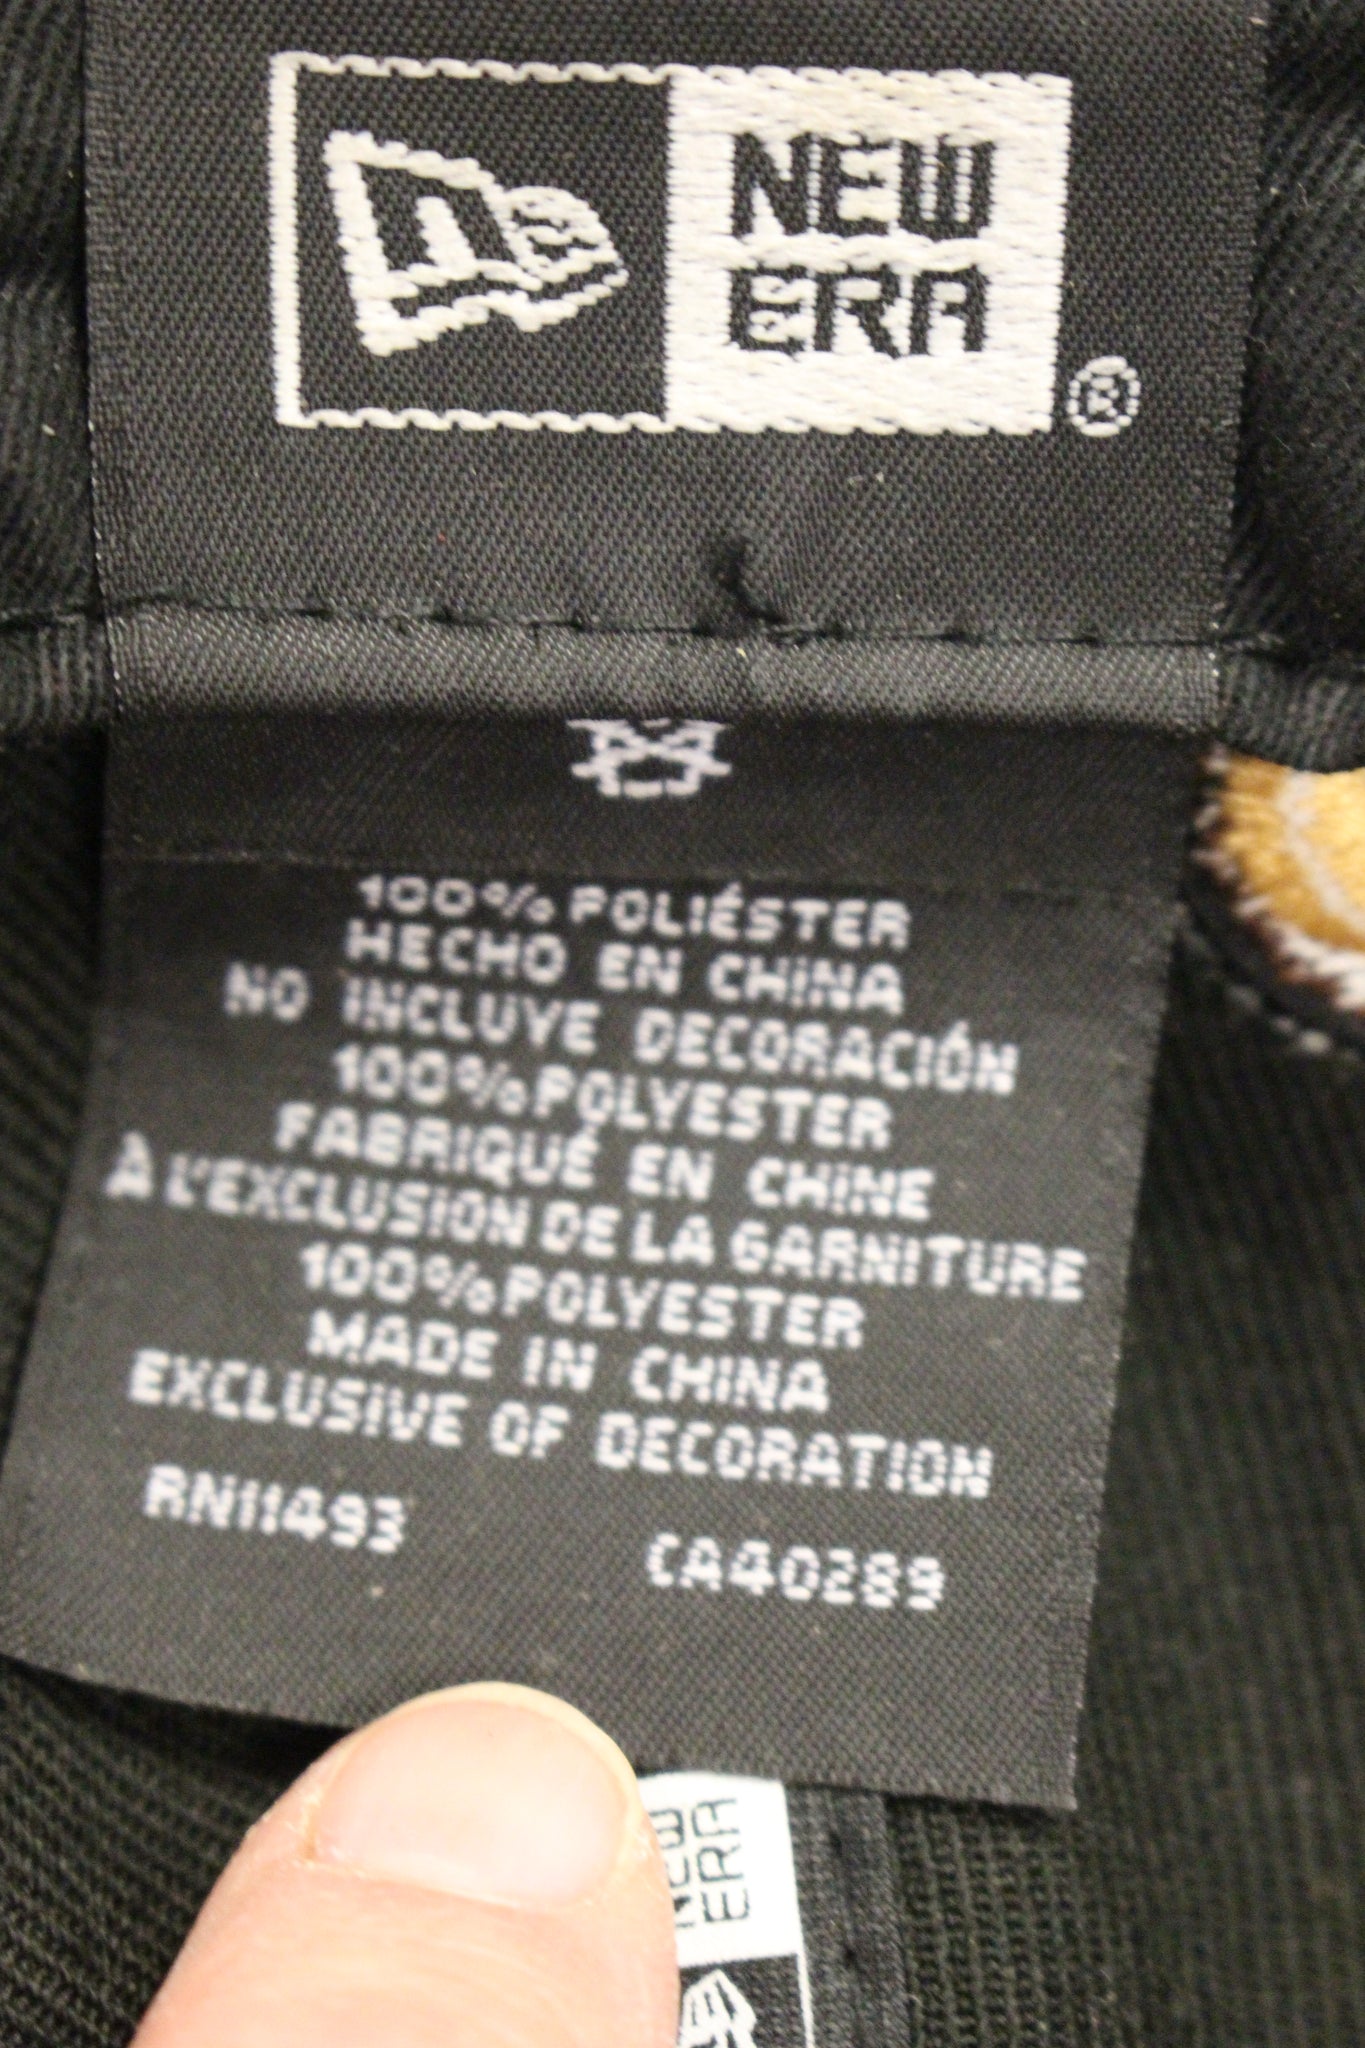 NEW
ERA
®
100% POLIÉSTER
HECHO EN CHINA
NO INCLUYE DECORACIÓN
100% POLYESTER
FABRIQUÉ EN CHINE
À L'EXCLUSION DE LA GARNITURE
100% POLYESTER
MADE IN CHINA
EXCLUSIVE OF DECORATION
RN11493 CA40289
NEW
ERA